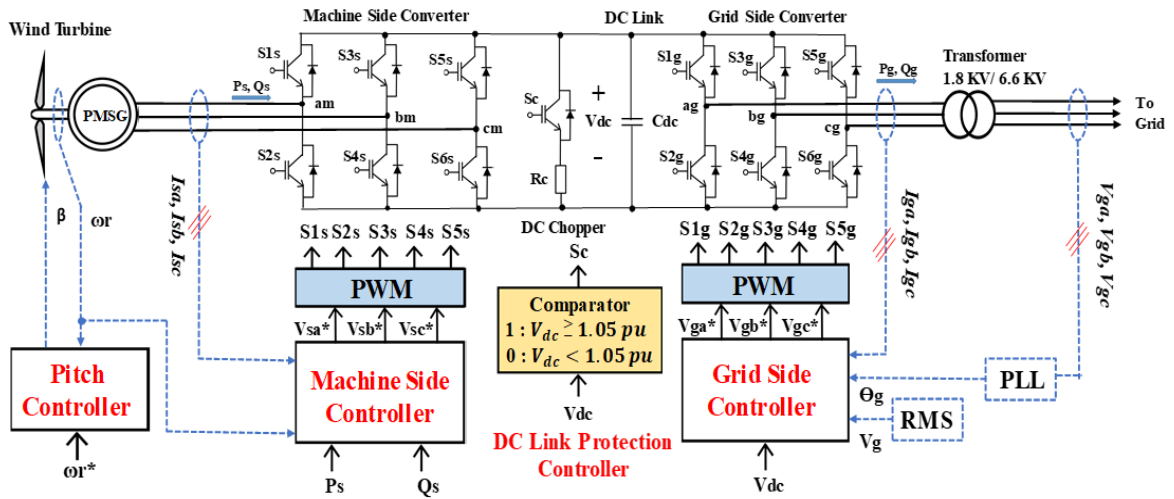 Machine Side Converter
DC Link
Grid Side Converter
Wind Turbine
PMSG
Ps, Qs
S1s
S3s
S5s
am
bm
cm
S2s
S4s
S6s
Sc
+
Vdc
−
Rc
Cdc
S1g
S3g
S5g
ag
bg
cg
S2g
S4g
S6g
Pg, Qg
Transformer
1.8 KV/ 6.6 KV
To
Grid
β
ωr
Isa, Isb, Isc
Iga, Igb, Igc
Vga, Vgb, Vgc
S1s S2s S3s S4s S5s
PWM
Vsa* Vsb* Vsc*
Machine Side
Controller
Ps
Qs
Pitch
Controller
ωr*
DC Chopper
Sc
Comparator
1 : Vdc ≥ 1.05 pu
0 : Vdc < 1.05 pu
Vdc
DC Link Protection
Controller
S1g S2g S3g S4g S5g
PWM
Vga* Vgb* Vgc*
Grid Side
Controller
Vdc
Θg
PLL
Vg
RMS